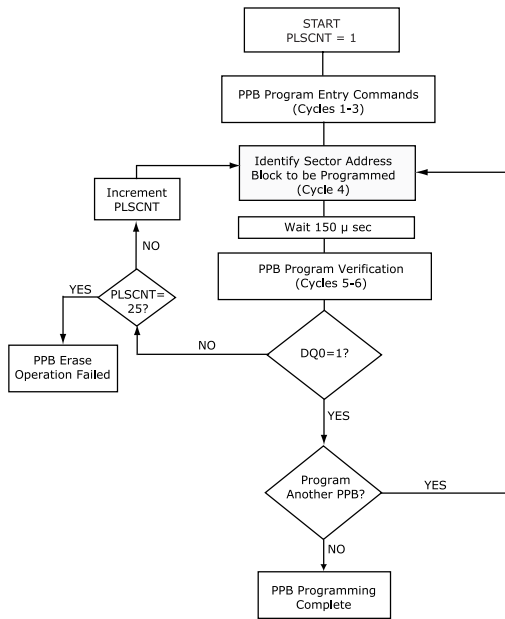 START
PLSCNT = 1
PPB Program Entry Commands
(Cycles 1-3)
Identify Sector Address
Block to be Programmed
(Cycle 4)
Increment
PLSCNT
Wait 150 μ sec
NO
PPB Program Verification
(Cycles 5-6)
YES
PLSCNT=
25?
NO
DQ0=1?
PPB Erase
Operation Failed
YES
Program
Another PPB?
YES
NO
PPB Programming
Complete